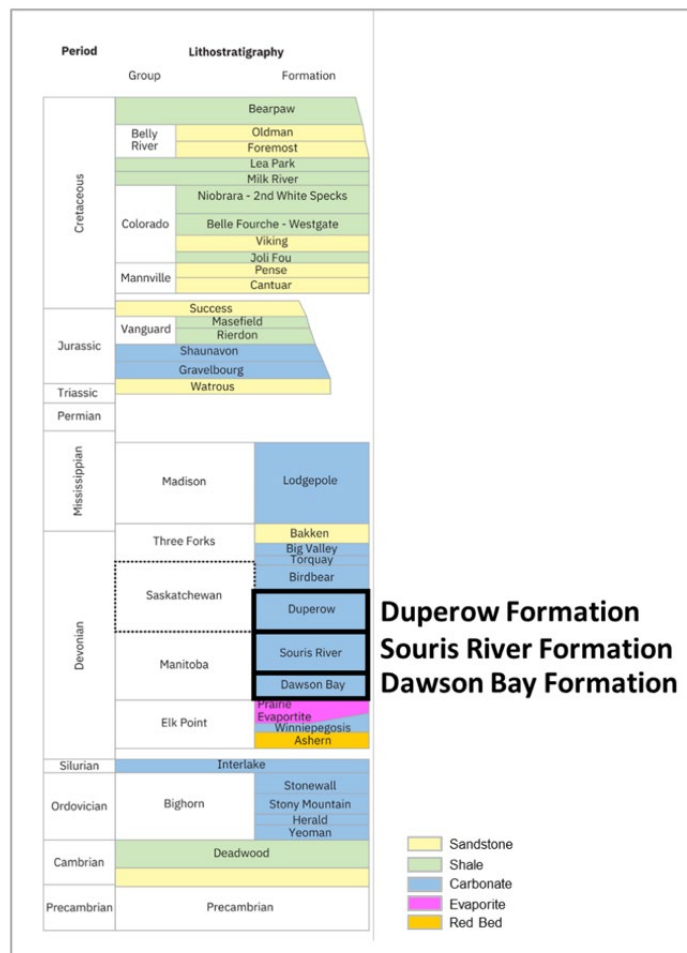 Period
Lithostratigraphy
Group
Formation
Cretaceous
Bearpaw
Belly
River
Oldman
Foremost
Lea Park
Milk River
Colorado
Niobrara - 2nd White Specks
Belle Fourche - Westgate
Viking
Joli Fou
Mannville
Pense
Cantuar
Jurassic
Success
Vanguard
Masefield
Rierdon
Shaunavon
Gravelbourg
Triassic
Watrous
Permian
Mississippian
Madison
Lodgepole
Devonian
Three Forks
Bakken
Big Valley
Torquay
Saskatchewan
Birdbear
Duperow
Duperow Formation
Manitoba
Souris River
Souris River Formation
Dawson Bay
Dawson Bay Formation
Elk Point
Prairie
Evaporite
Winniepegosis
Ashern
Silurian
Interlake
Ordovician
Bighorn
Stonewall
Stony Mountain
Herald
Yeoman
Cambrian
Deadwood
Precambrian
Precambrian
Sandstone
Shale
Carbonate
Evaporite
Red Bed